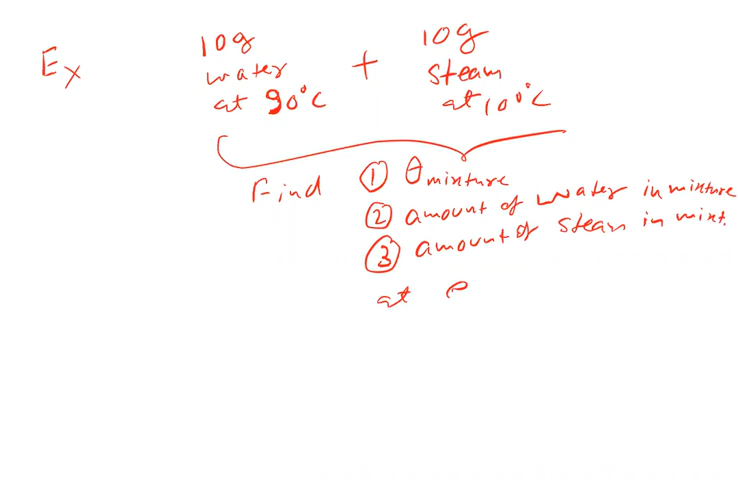 Ex
10g
water
at 90°C
+
10g
steam
at 100°C
Find ① θmixture
② amount of water in mixture
③ amount of steam in mixt.
at e